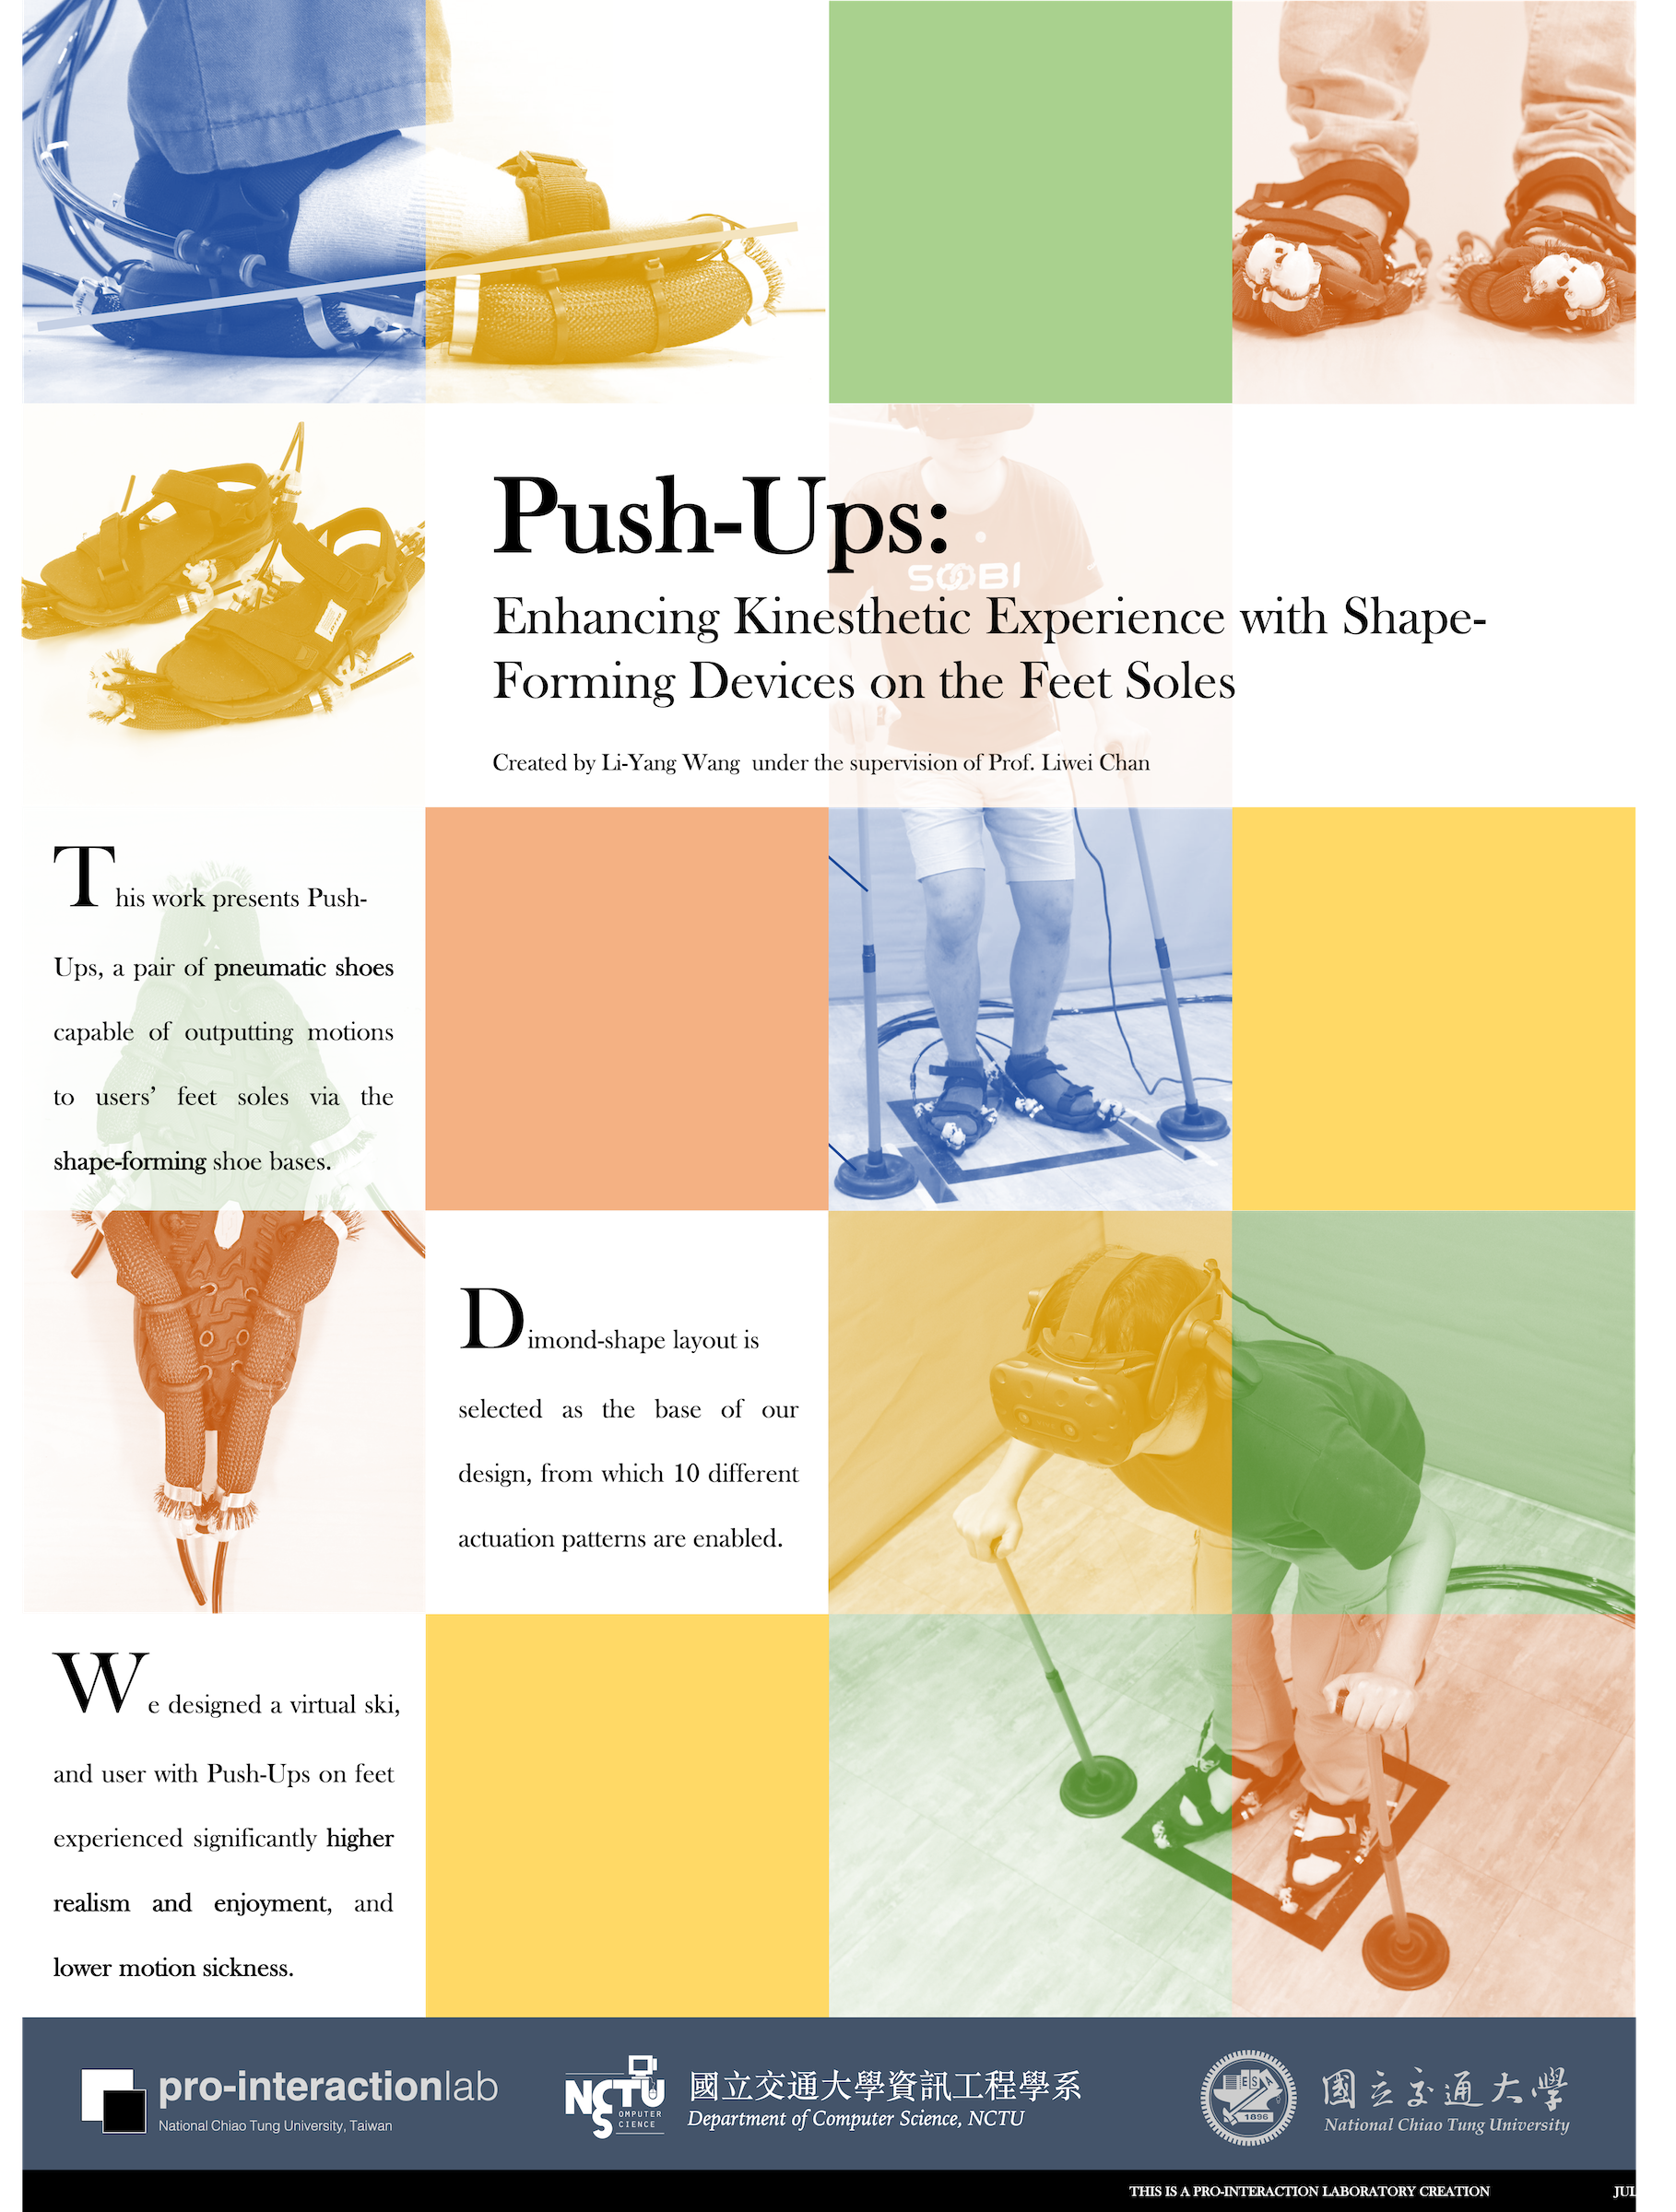 Push-Ups:
Enhancing Kinesthetic Experience with Shape-
Forming Devices on the Feet Soles
Created by Li-Yang Wang under the supervision of Prof. Liwei Chan
SOOBI
This work presents Push-
Ups, a pair of pneumatic shoes
capable of outputting motions
to users' feet soles via the
shape-forming shoe bases.
Dimond-shape layout is
selected as the base of our
design, from which 10 different
actuation patterns are enabled.
We designed a virtual ski,
and user with Push-Ups on feet
experienced significantly higher
realism and enjoyment, and
lower motion sickness.
pro-interactionlab
National Chiao Tung University, Taiwan
NCTU
COMPUTER
SCIENCE
國立交通大學資訊工程學系
Department of Computer Science, NCTU
ESA
1896
國立交通大學
National Chiao Tung University
THIS IS A PRO-INTERACTION LABORATORY CREATION
JUL